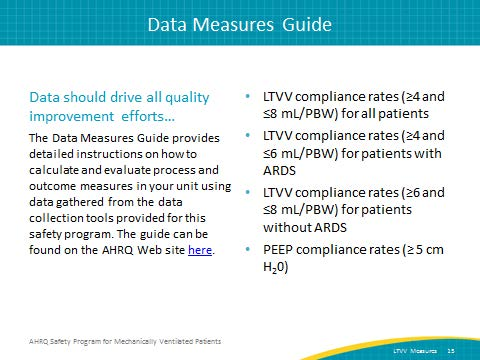 Data Measures Guide
Data should drive all quality
improvement efforts…
The Data Measures Guide provides
detailed instructions on how to
calculate and evaluate process and
outcome measures in your unit using
data gathered from the data
collection tools provided for this
safety program. The guide can be
found on the AHRQ Web site here.
• LTVV compliance rates (≥4 and
≤8 mL/PBW) for all patients
• LTVV compliance rates (≥4 and
≤6 mL/PBW) for patients with
ARDS
• LTVV compliance rates (≥6 and
≤8 mL/PBW) for patients
without ARDS
• PEEP compliance rates (≥5 cm
H₂0)
AHRQ Safety Program for Mechanically Ventilated Patients
LTVV Measures 15